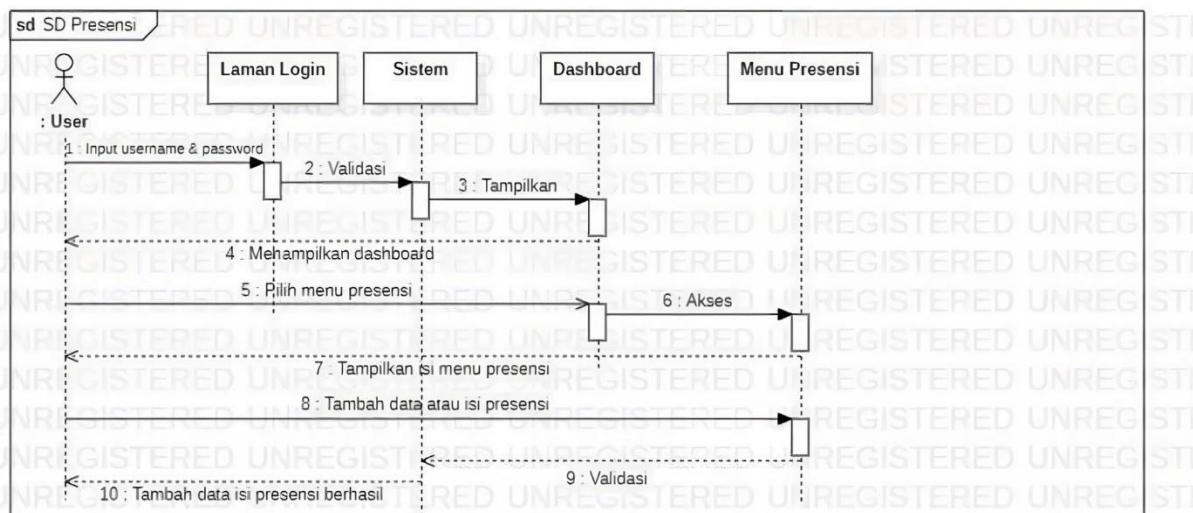 sd SD Presensi
: User
Laman Login
Sistem
Dashboard
Menu Presensi
1 : Input username & password
2 : Validasi
3 : Tampilkan
4 : Menampilkan dashboard
5 : Pilih menu presensi
6 : Akses
7 : Tampilkan isi menu presensi
8 : Tambah data atau isi presensi
9 : Validasi
10 : Tambah data isi presensi berhasil
UNREGISTERED